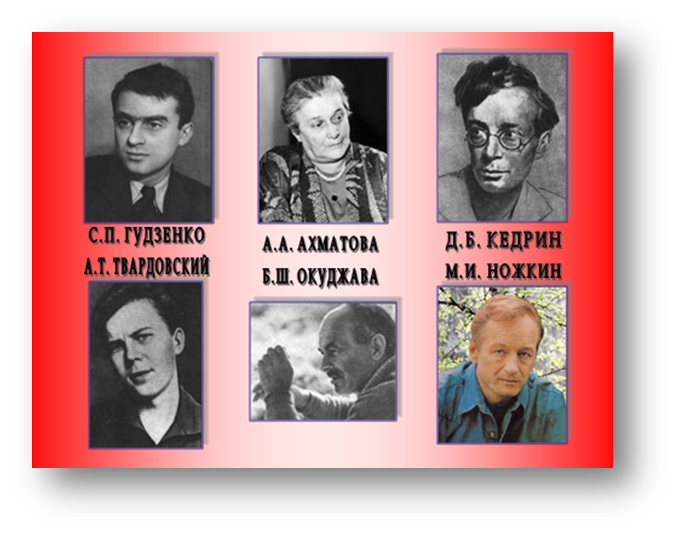 С.П. ГУДЗЕНКО
А.Т. ТВАРДОВСКИЙ
А.А. АХМАТОВА
Б.Ш. ОКУДЖАВА
Д.Б. КЕДРИН
М.И. НОЖКИН